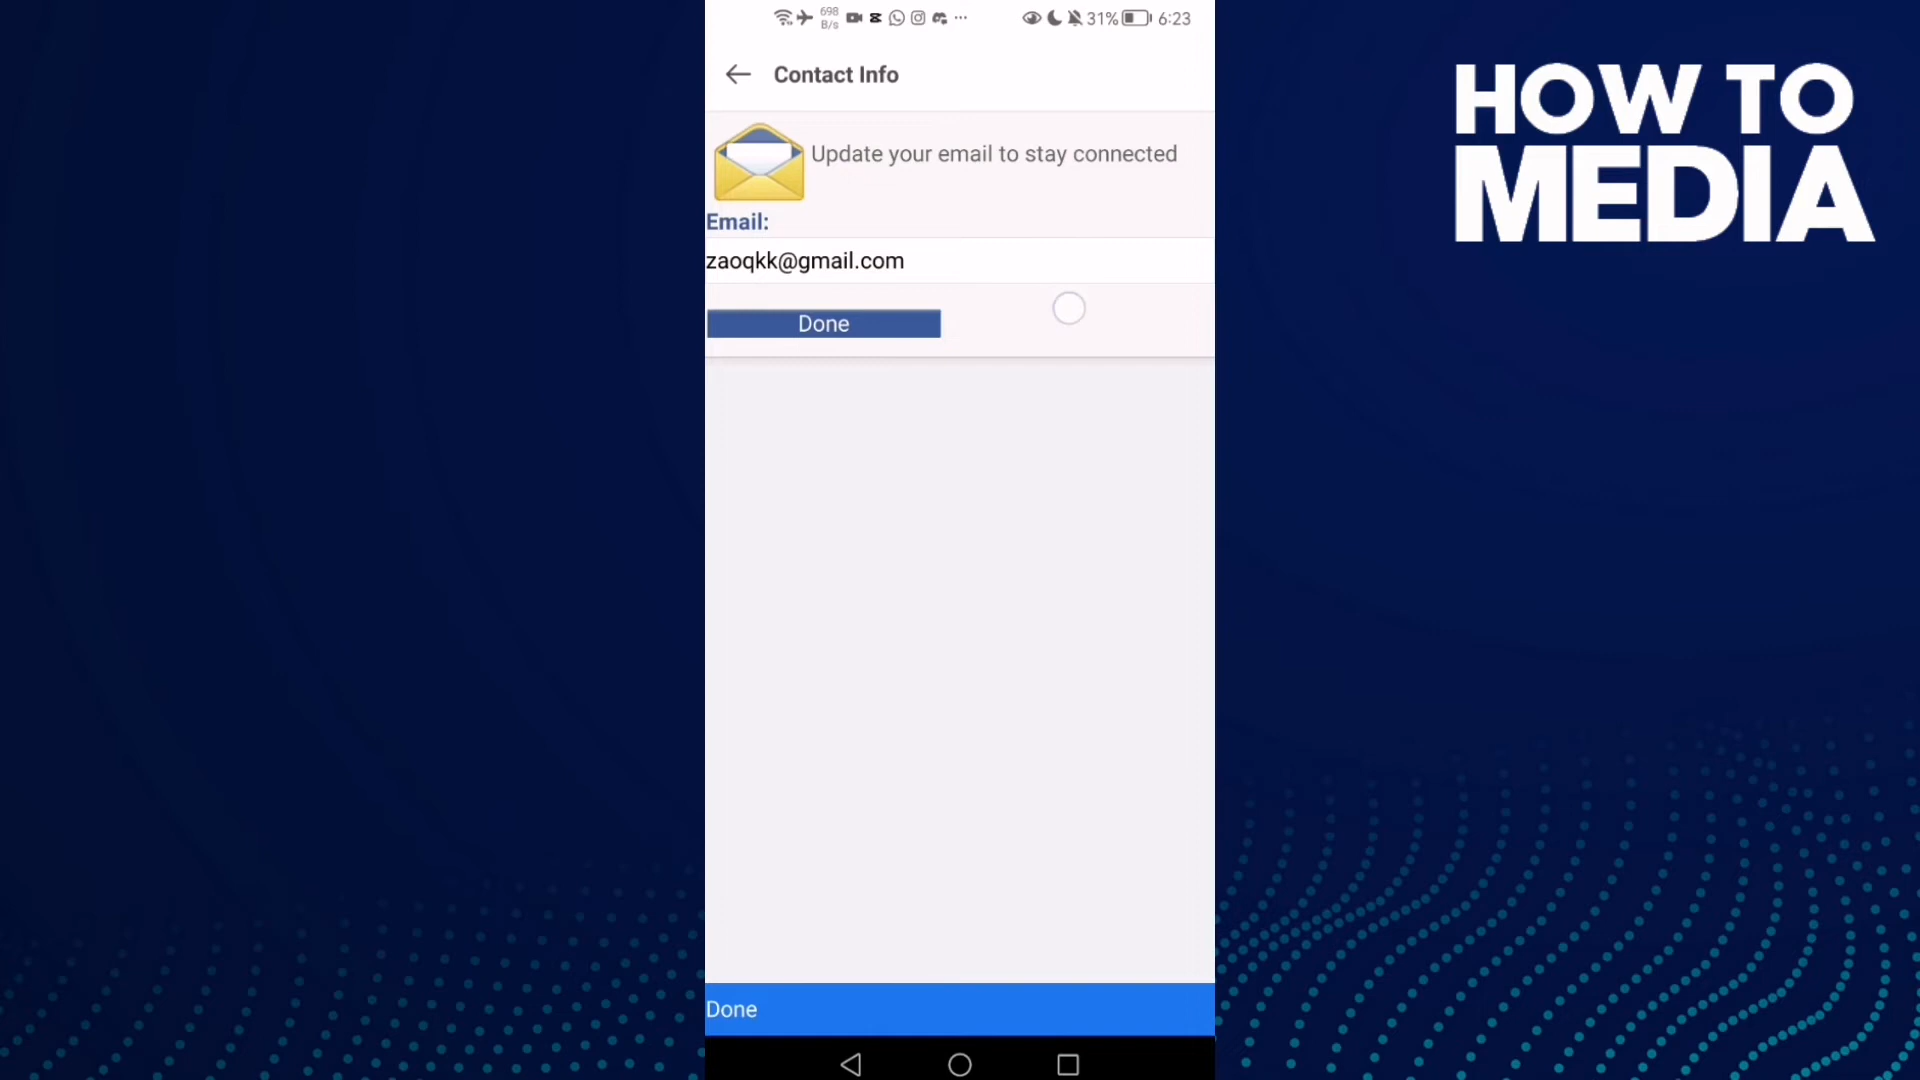 698
B/s
31%
6:23
Contact Info
Update your email to stay connected
Email:
zaoqkk@gmail.com
Done
Done
HOW TO
MEDIA